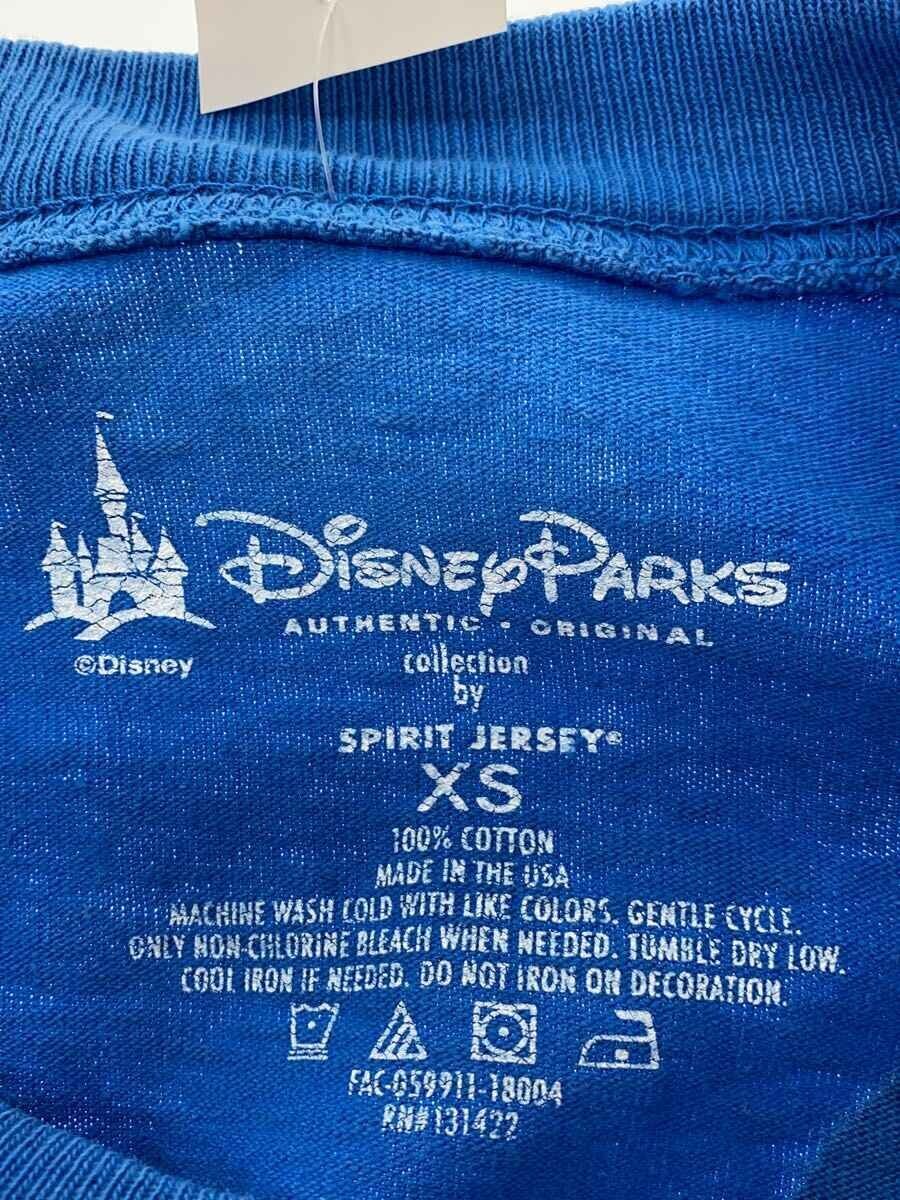 Disney Parks
AUTHENTIC • ORIGINAL
©Disney
collection
by
SPIRIT JERSEY®
XS
100% COTTON
MADE IN THE USA
MACHINE WASH COLD WITH LIKE COLORS. GENTLE CYCLE.
ONLY NON-CHLORINE BLEACH WHEN NEEDED. TUMBLE DRY LOW.
COOL IRON IF NEEDED. DO NOT IRON ON DECORATION.
FAC-059911-18004
RN#131422